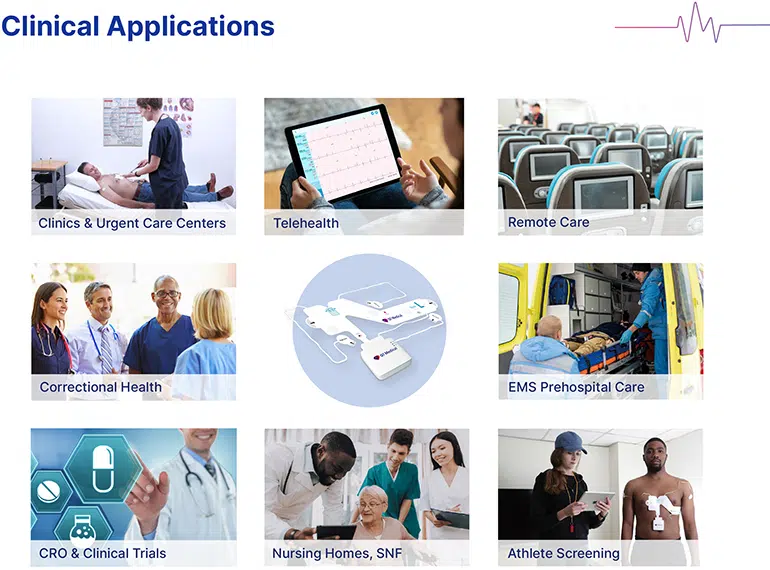 Clinical Applications
Clinics & Urgent Care Centers
Telehealth
Remote Care
Correctional Health
EMS Prehospital Care
CRO & Clinical Trials
Nursing Homes, SNF
Athlete Screening